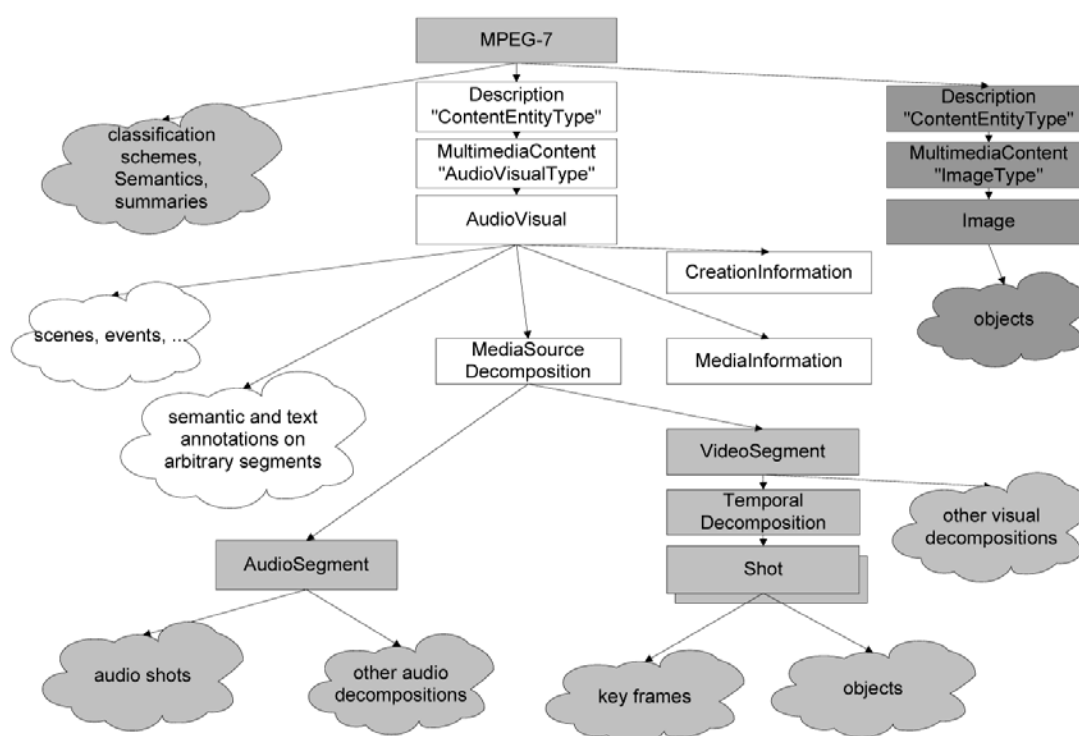 MPEG-7
Description
"ContentEntityType"
MultimediaContent
"AudioVisualType"
AudioVisual
Description
"ContentEntityType"
MultimediaContent
"ImageType"
Image
classification
schemes,
Semantics,
summaries
CreationInformation
objects
scenes, events, ...
MediaSource
Decomposition
MediaInformation
semantic and text
annotations on
arbitrary segments
VideoSegment
Temporal
Decomposition
other visual
decompositions
AudioSegment
Shot
audio shots
other audio
decompositions
key frames
objects